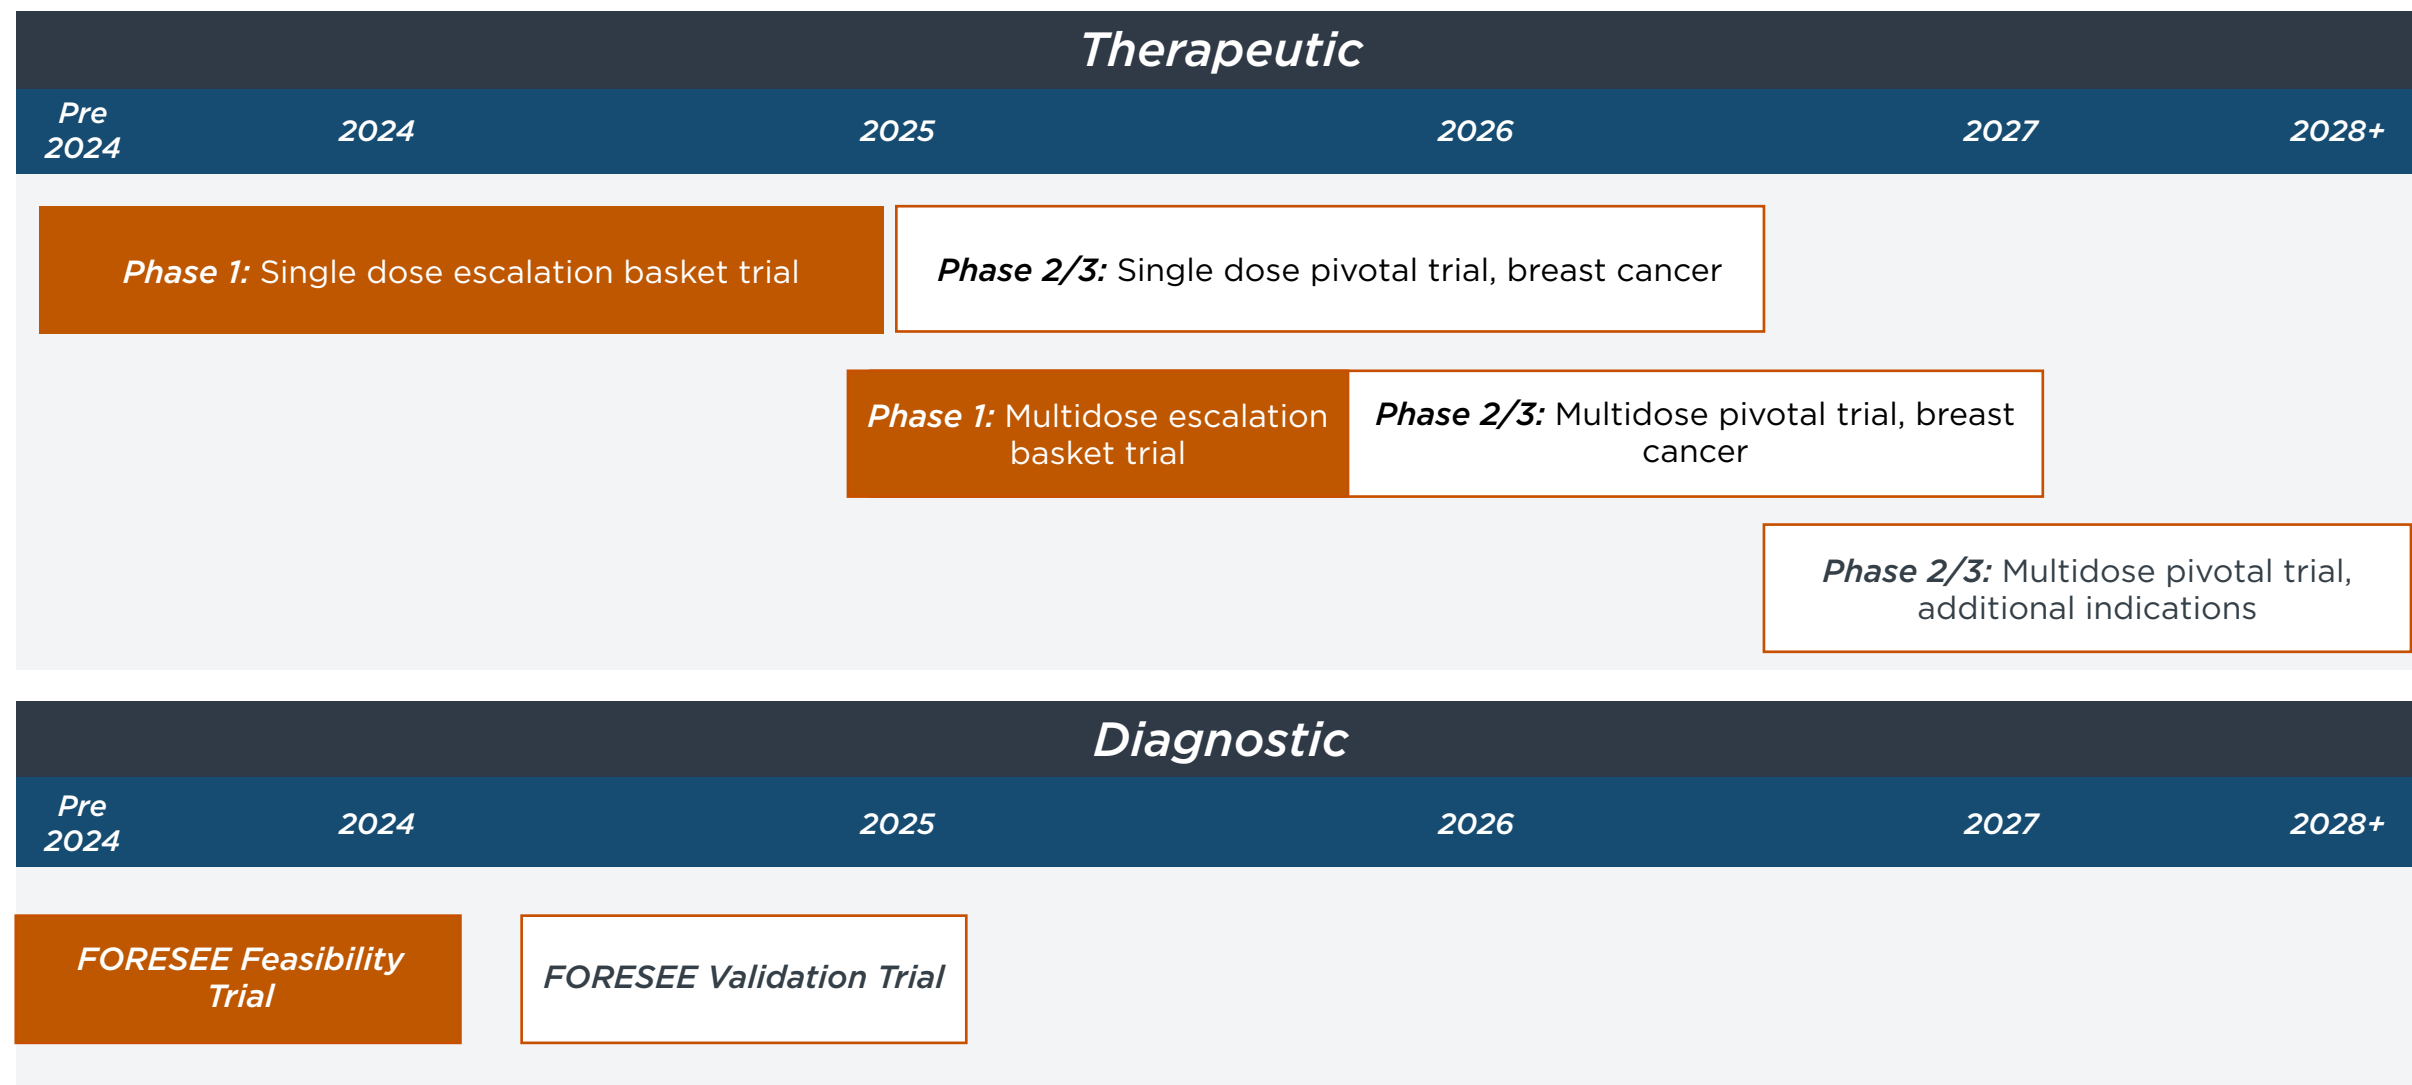 Therapeutic
Pre
2024
2024
2025
2026
2027
2028+
Phase 1: Single dose escalation basket trial
Phase 2/3: Single dose pivotal trial, breast cancer
Phase 1: Multidose escalation
basket trial
Phase 2/3: Multidose pivotal trial, breast
cancer
Phase 2/3: Multidose pivotal trial,
additional indications
Diagnostic
Pre
2024
2024
2025
2026
2027
2028+
FORESEE Feasibility
Trial
FORESEE Validation Trial